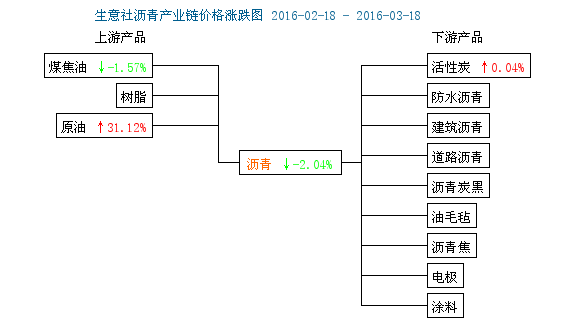 生意社沥青产业链价格涨跌图 2016-02-18 - 2016-03-18
上游产品
下游产品
煤焦油 ↓-1.57%
树脂
原油 ↑31.12%
沥青 ↓-2.04%
活性炭 ↑0.04%
防水沥青
建筑沥青
道路沥青
沥青炭黑
油毛毡
沥青焦
电极
涂料